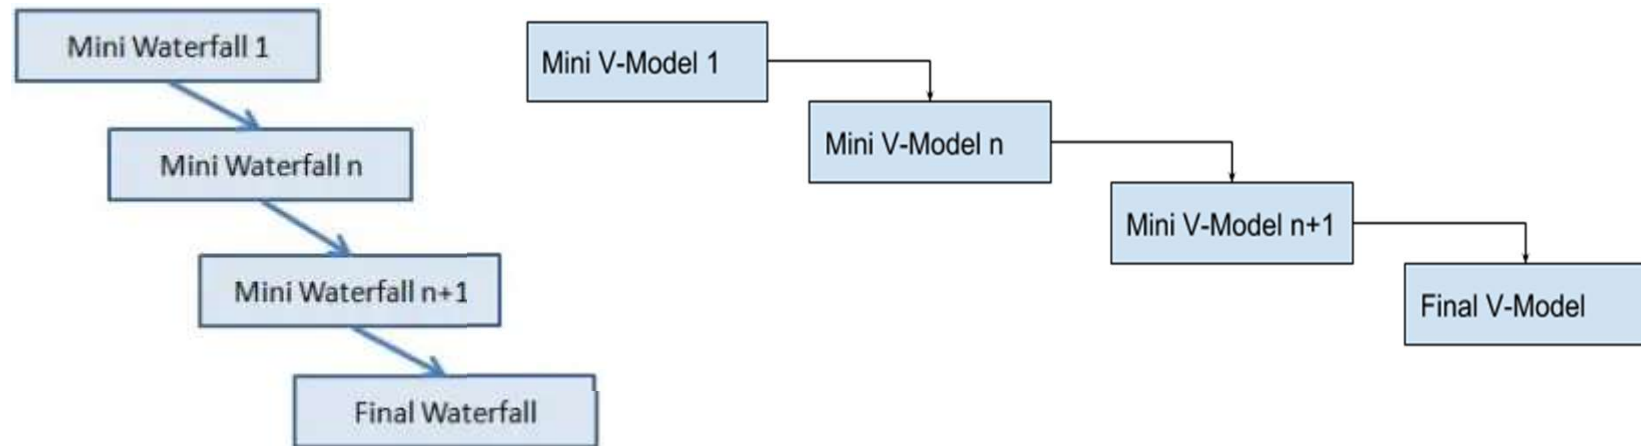 Mini Waterfall 1
Mini Waterfall n
Mini Waterfall n+1
Final Waterfall
Mini V-Model 1
Mini V-Model n
Mini V-Model n+1
Final V-Model